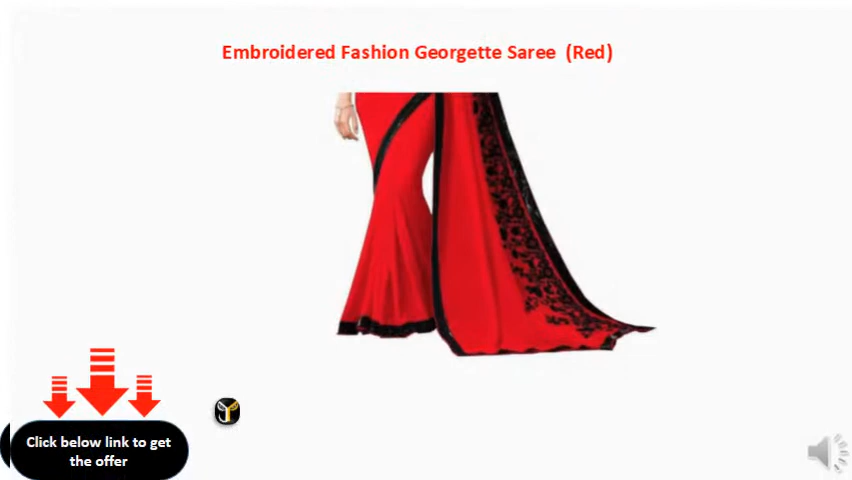 Embroidered Fashion Georgette Saree  (Red)
Click below link to get
the offer